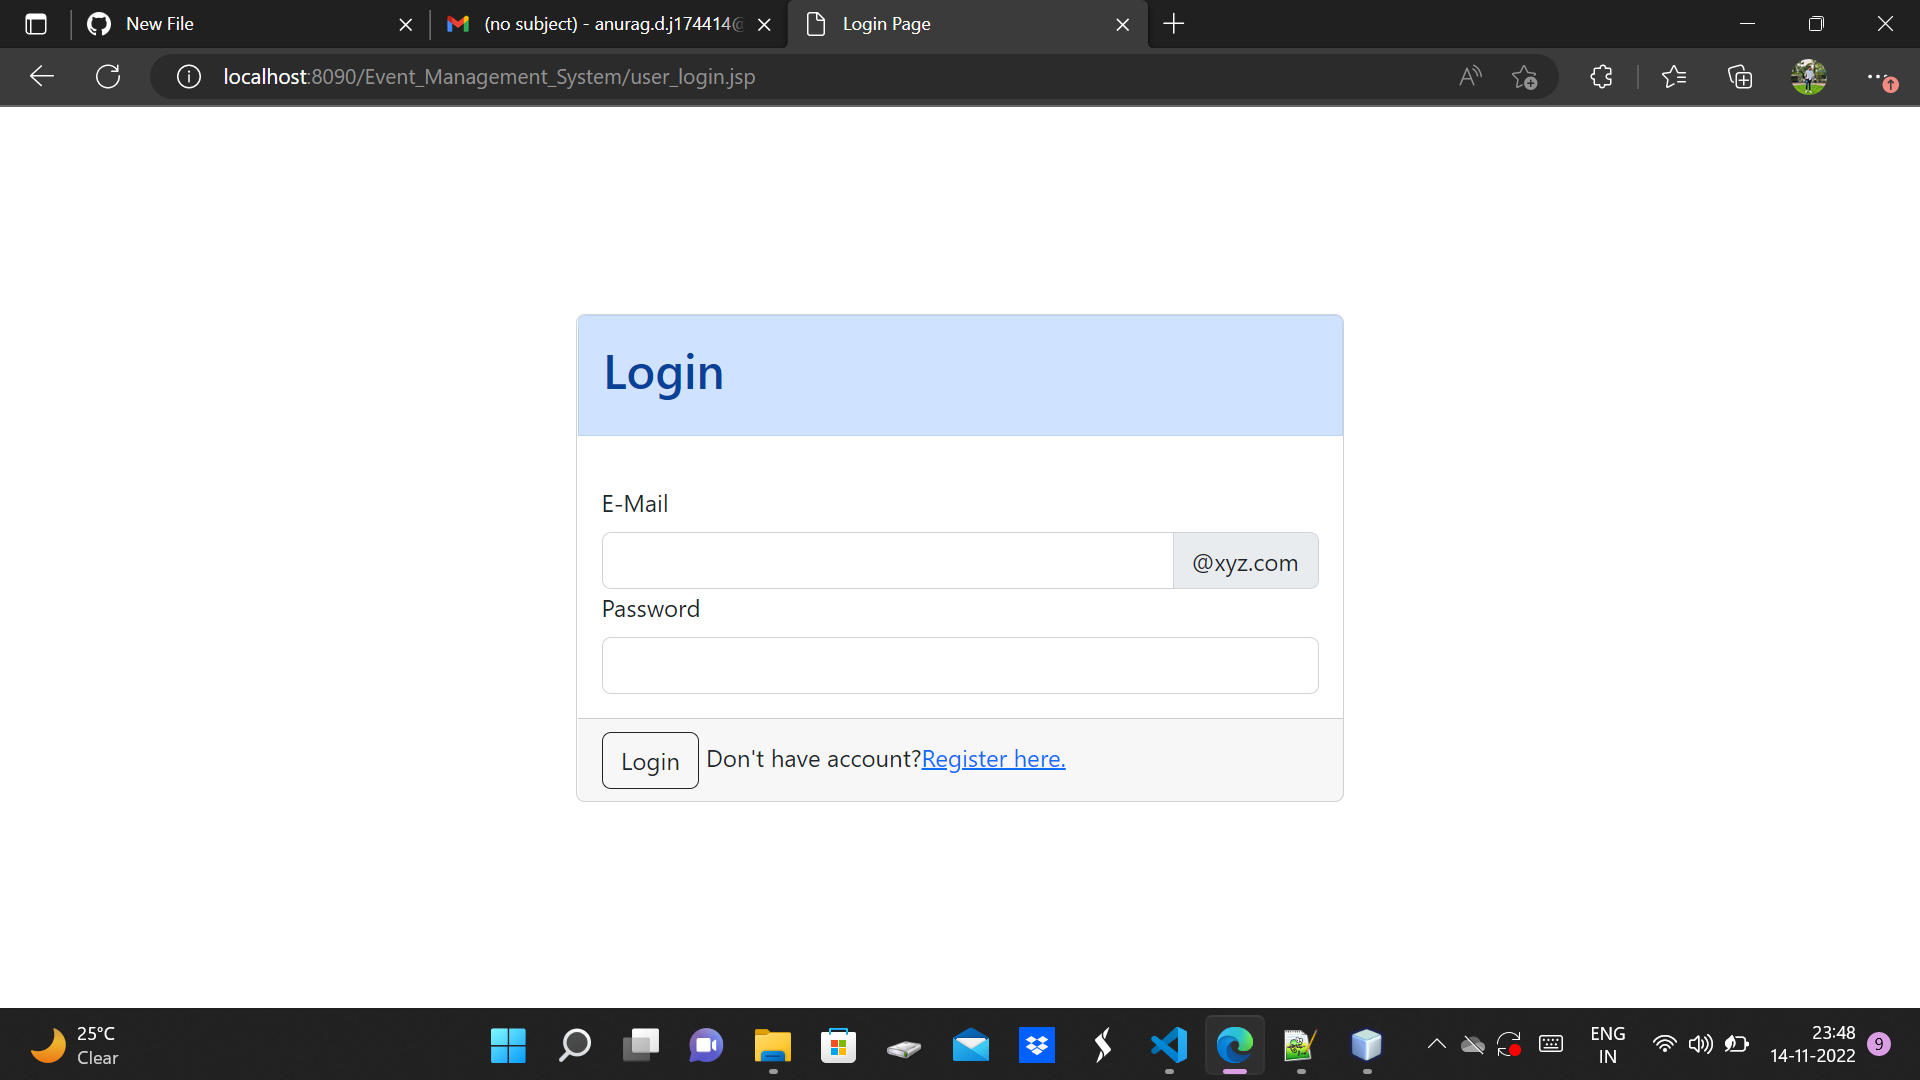 New File
(no subject) - anurag.d.j174414@
Login Page
localhost:8090/Event_Management_System/user_login.jsp
Login
E-Mail
@xyz.com
Password
Login Don't have account?Register here.
25°C
Clear
ENG
IN
23:48
14-11-2022
9